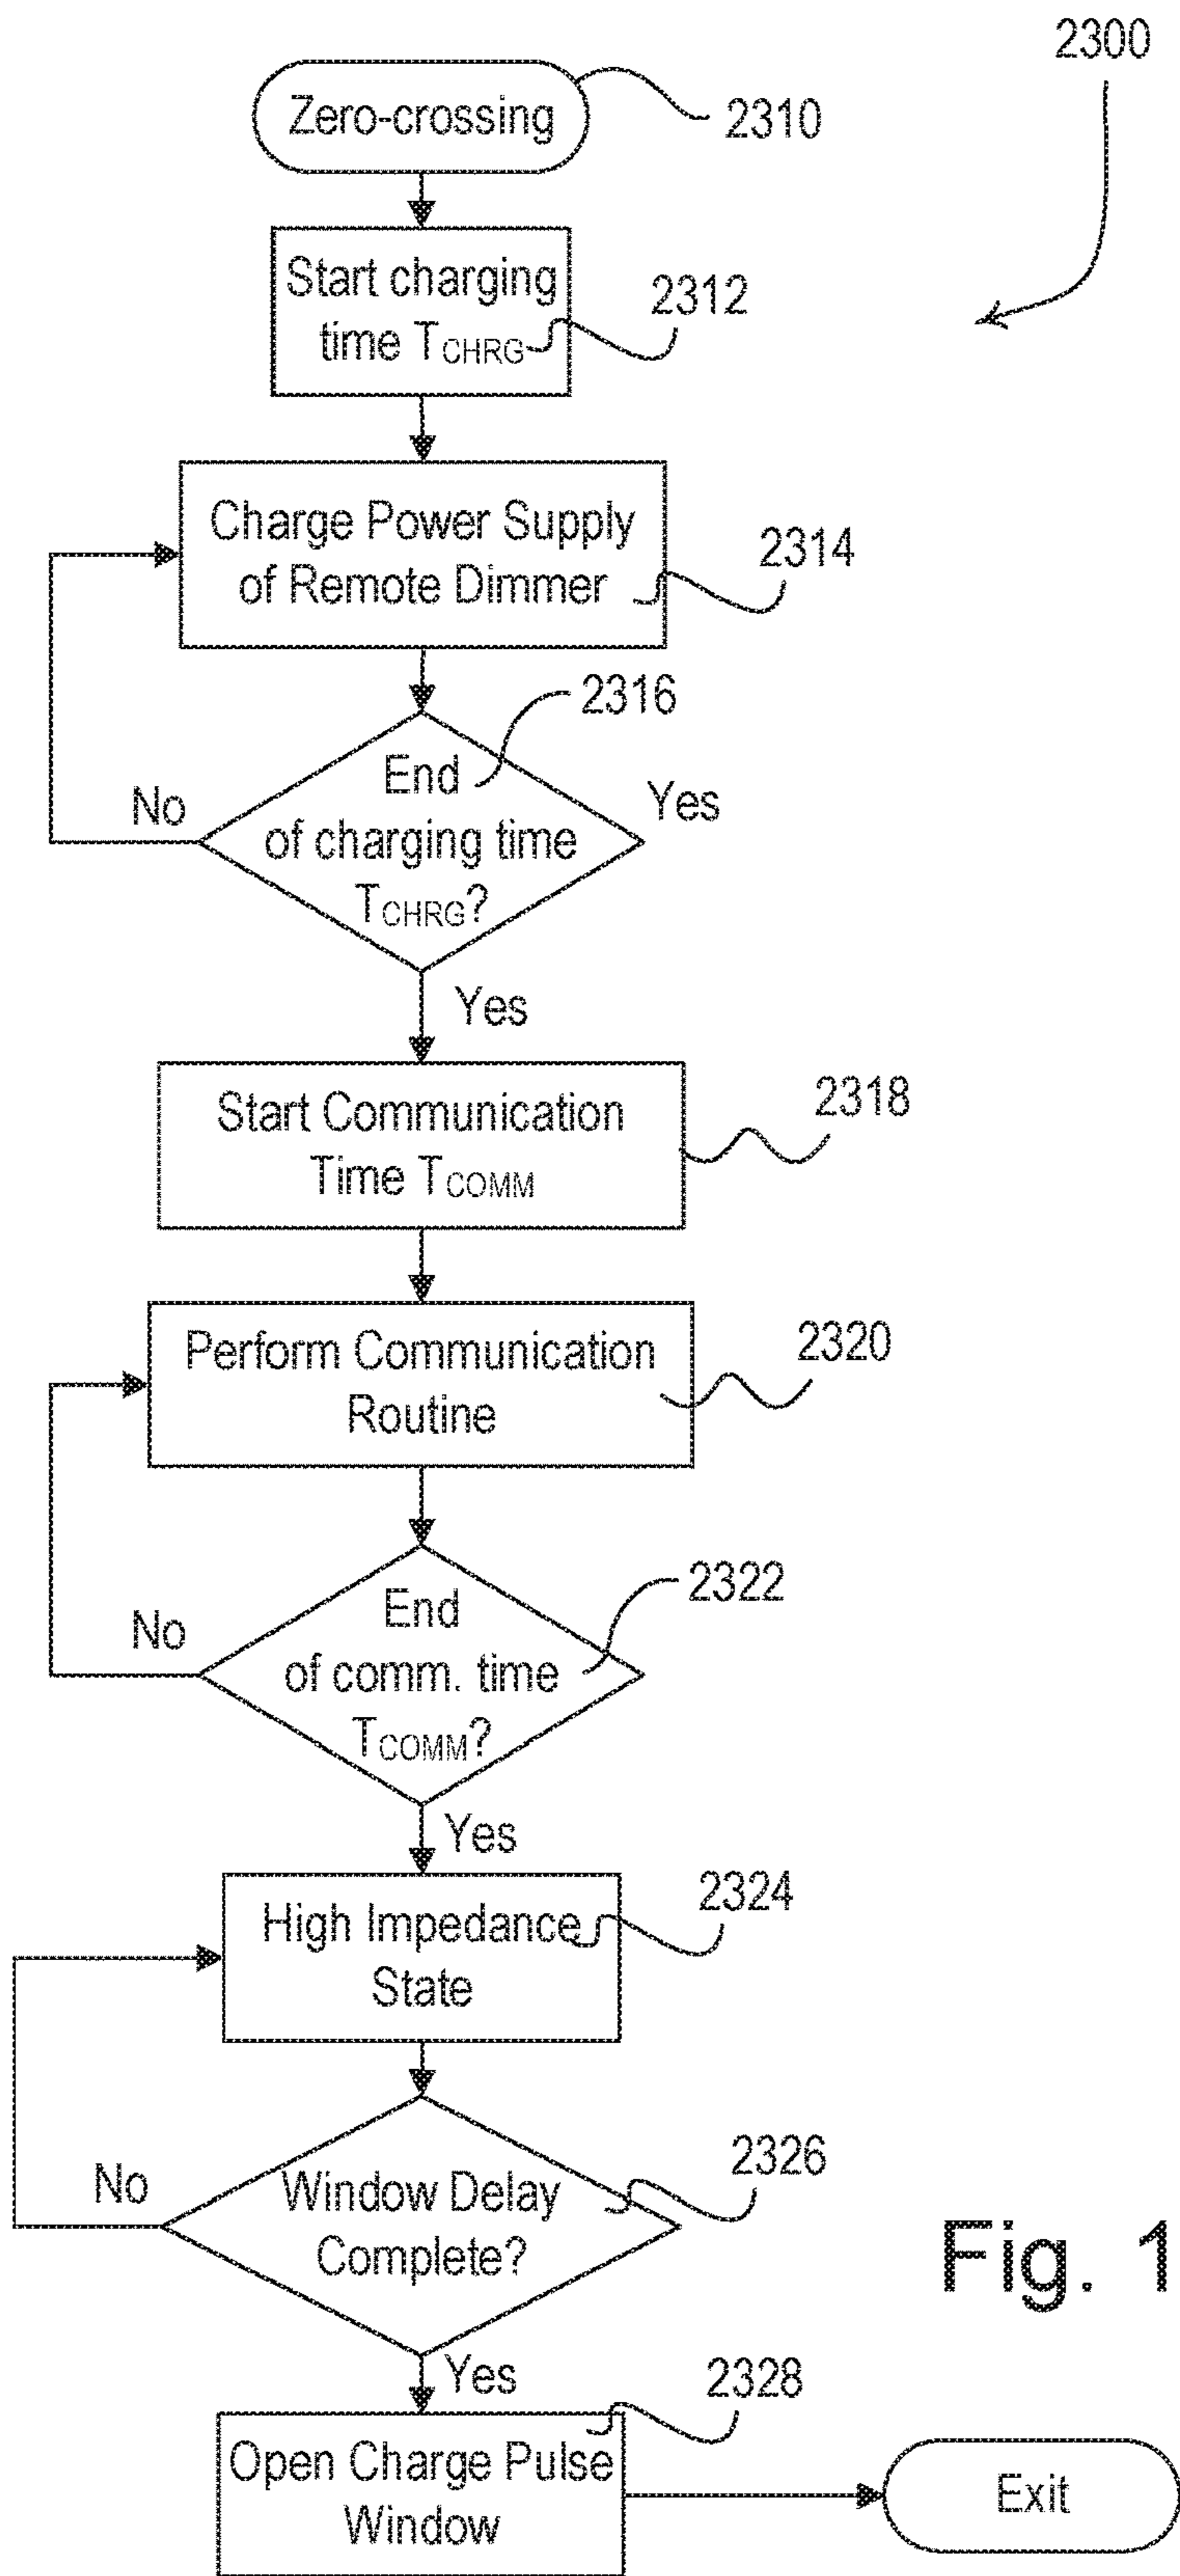 2300
Zero-crossing
2310
Start charging
time TCHRG
2312
Charge Power Supply
of Remote Dimmer
2314
2316
End
of charging time
TCHRG?
No
Yes
Yes
Start Communication
Time TCOMM
2318
Perform Communication
Routine
2320
End
of comm. time
TCOMM?
2322
No
Yes
High Impedance
State
2324
Window Delay
Complete?
2326
No
Fig. 1
Yes
Open Charge Pulse
Window
2328
Exit